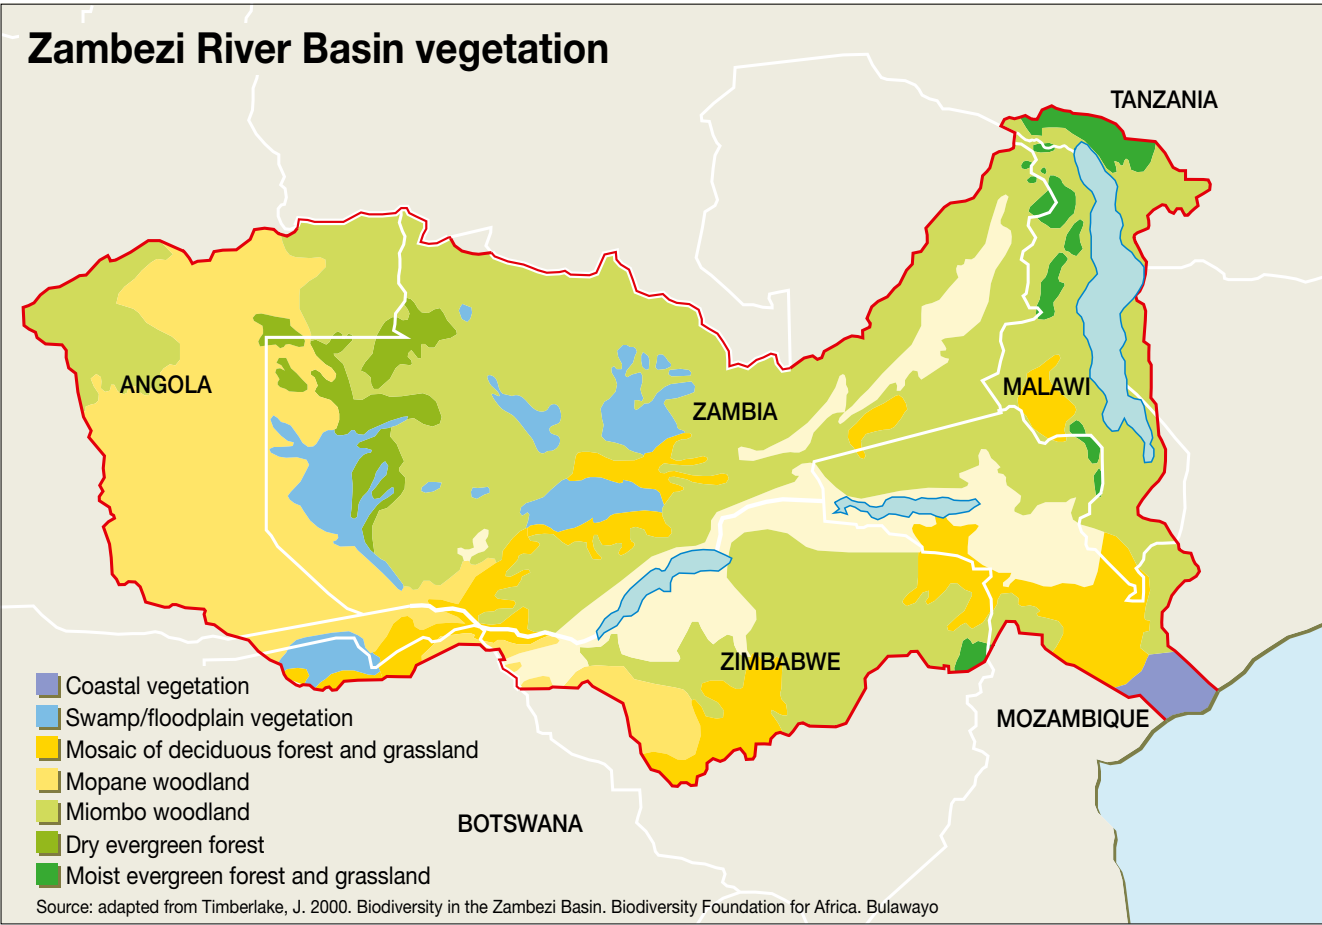 Zambezi River Basin vegetation
TANZANIA
ANGOLA
MALAWI
ZAMBIA
ZIMBABWE
MOZAMBIQUE
BOTSWANA
Coastal vegetation
Swamp/floodplain vegetation
Mosaic of deciduous forest and grassland
Mopane woodland
Miombo woodland
Dry evergreen forest
Moist evergreen forest and grassland
Source: adapted from Timberlake, J. 2000. Biodiversity in the Zambezi Basin. Biodiversity Foundation for Africa. Bulawayo